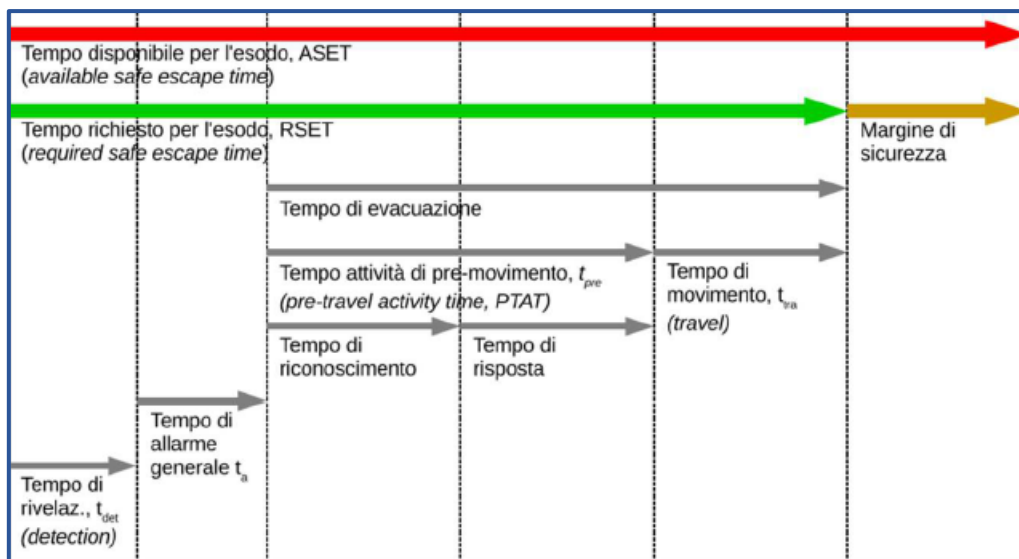 Tempo disponibile per l'esodo, ASET
(available safe escape time)
Tempo richiesto per l'esodo, RSET
(required safe escape time)
Margine di
sicurezza
Tempo di evacuazione
Tempo attività di pre-movimento, tpre
(pre-travel activity time, PTAT)
Tempo di
movimento, ttra
(travel)
Tempo di
riconoscimento
Tempo di
risposta
Tempo di
allarme
generale ta
Tempo di
rivelaz., tdet
(detection)